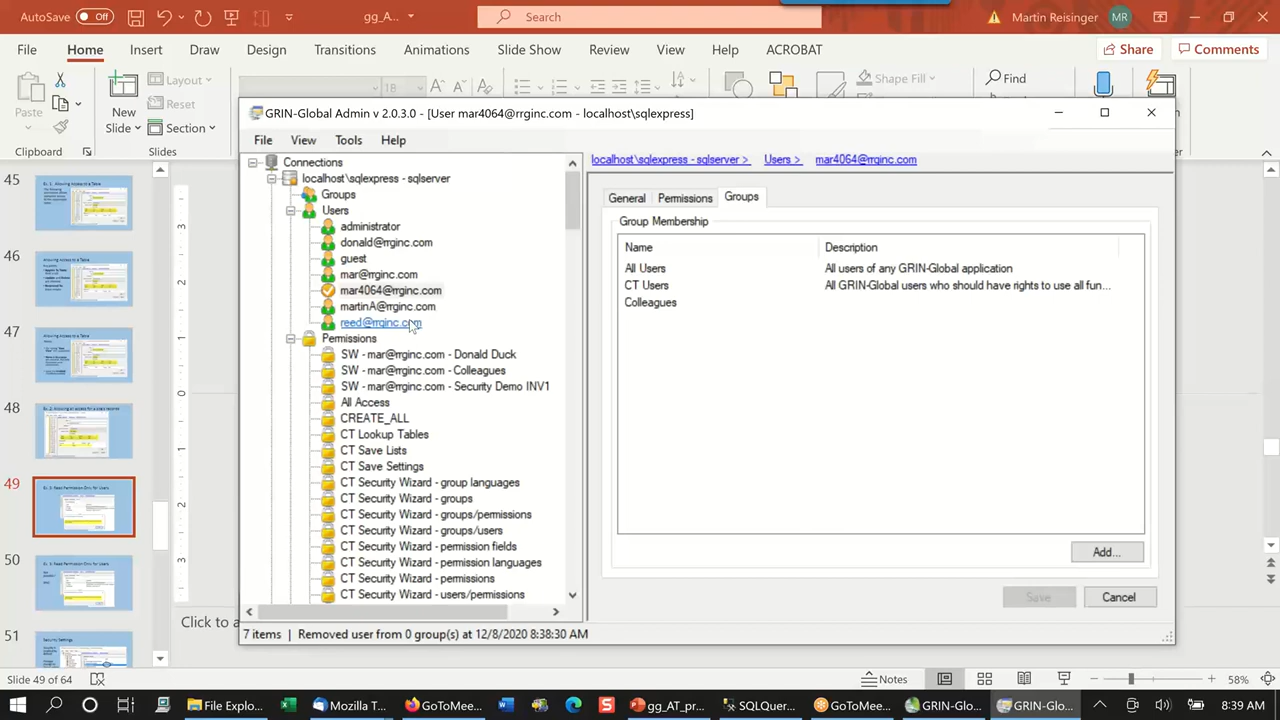 AutoSave Off gg_A... Search Martin Reisinger MR
File Home Insert Draw Design Transitions Animations Slide Show Review View Help ACROBAT Share Comments
Paste New Slide Layout Reset Section 18 Shape Fill Find
Clipboard Slides
GRIN-Global Admin v 2.0.3.0 - [User mar4064@rrginc.com - localhost\sqlexpress]
File View Tools Help
Connections
localhost\sqlexpress - sqlserver
Groups
Users
administrator
donald@rrginc.com
guest
mar@rrginc.com
mar4064@rrginc.com
martinA@rrginc.com
reed@rrginc.com
Permissions
SW - mar@rrginc.com - Donald Duck
SW - mar@rrginc.com - Colleagues
SW - mar@rrginc.com - Security Demo INV1
All Access
CREATE_ALL
CT Lookup Tables
CT Save Lists
CT Save Settings
CT Security Wizard - group languages
CT Security Wizard - groups
CT Security Wizard - groups/permissions
CT Security Wizard - groups/users
CT Security Wizard - permission fields
CT Security Wizard - permission languages
CT Security Wizard - permissions
CT Security Wizard - users/permissions
localhost\sqlexpress - sqlserver > Users > mar4064@rrginc.com
General Permissions Groups
Group Membership
Name Description
All Users All users of any GRIN-Global application
CT Users All GRIN-Global users who should have rights to use all fun...
Colleagues
Add...
Save Cancel
7 items Removed user from 0 group(s) at 12/8/2020 8:38:30 AM
45
46
47
48
49
50
51
3
2
1
0
1
2
3
Click to a
Slide 49 of 64 Notes 58%
File Explo... Mozilla T... GoToMee... gg_AT_pr... SQLQuer... GoToMee... GRIN-Glo... GRIN-Glo... 8:39 AM